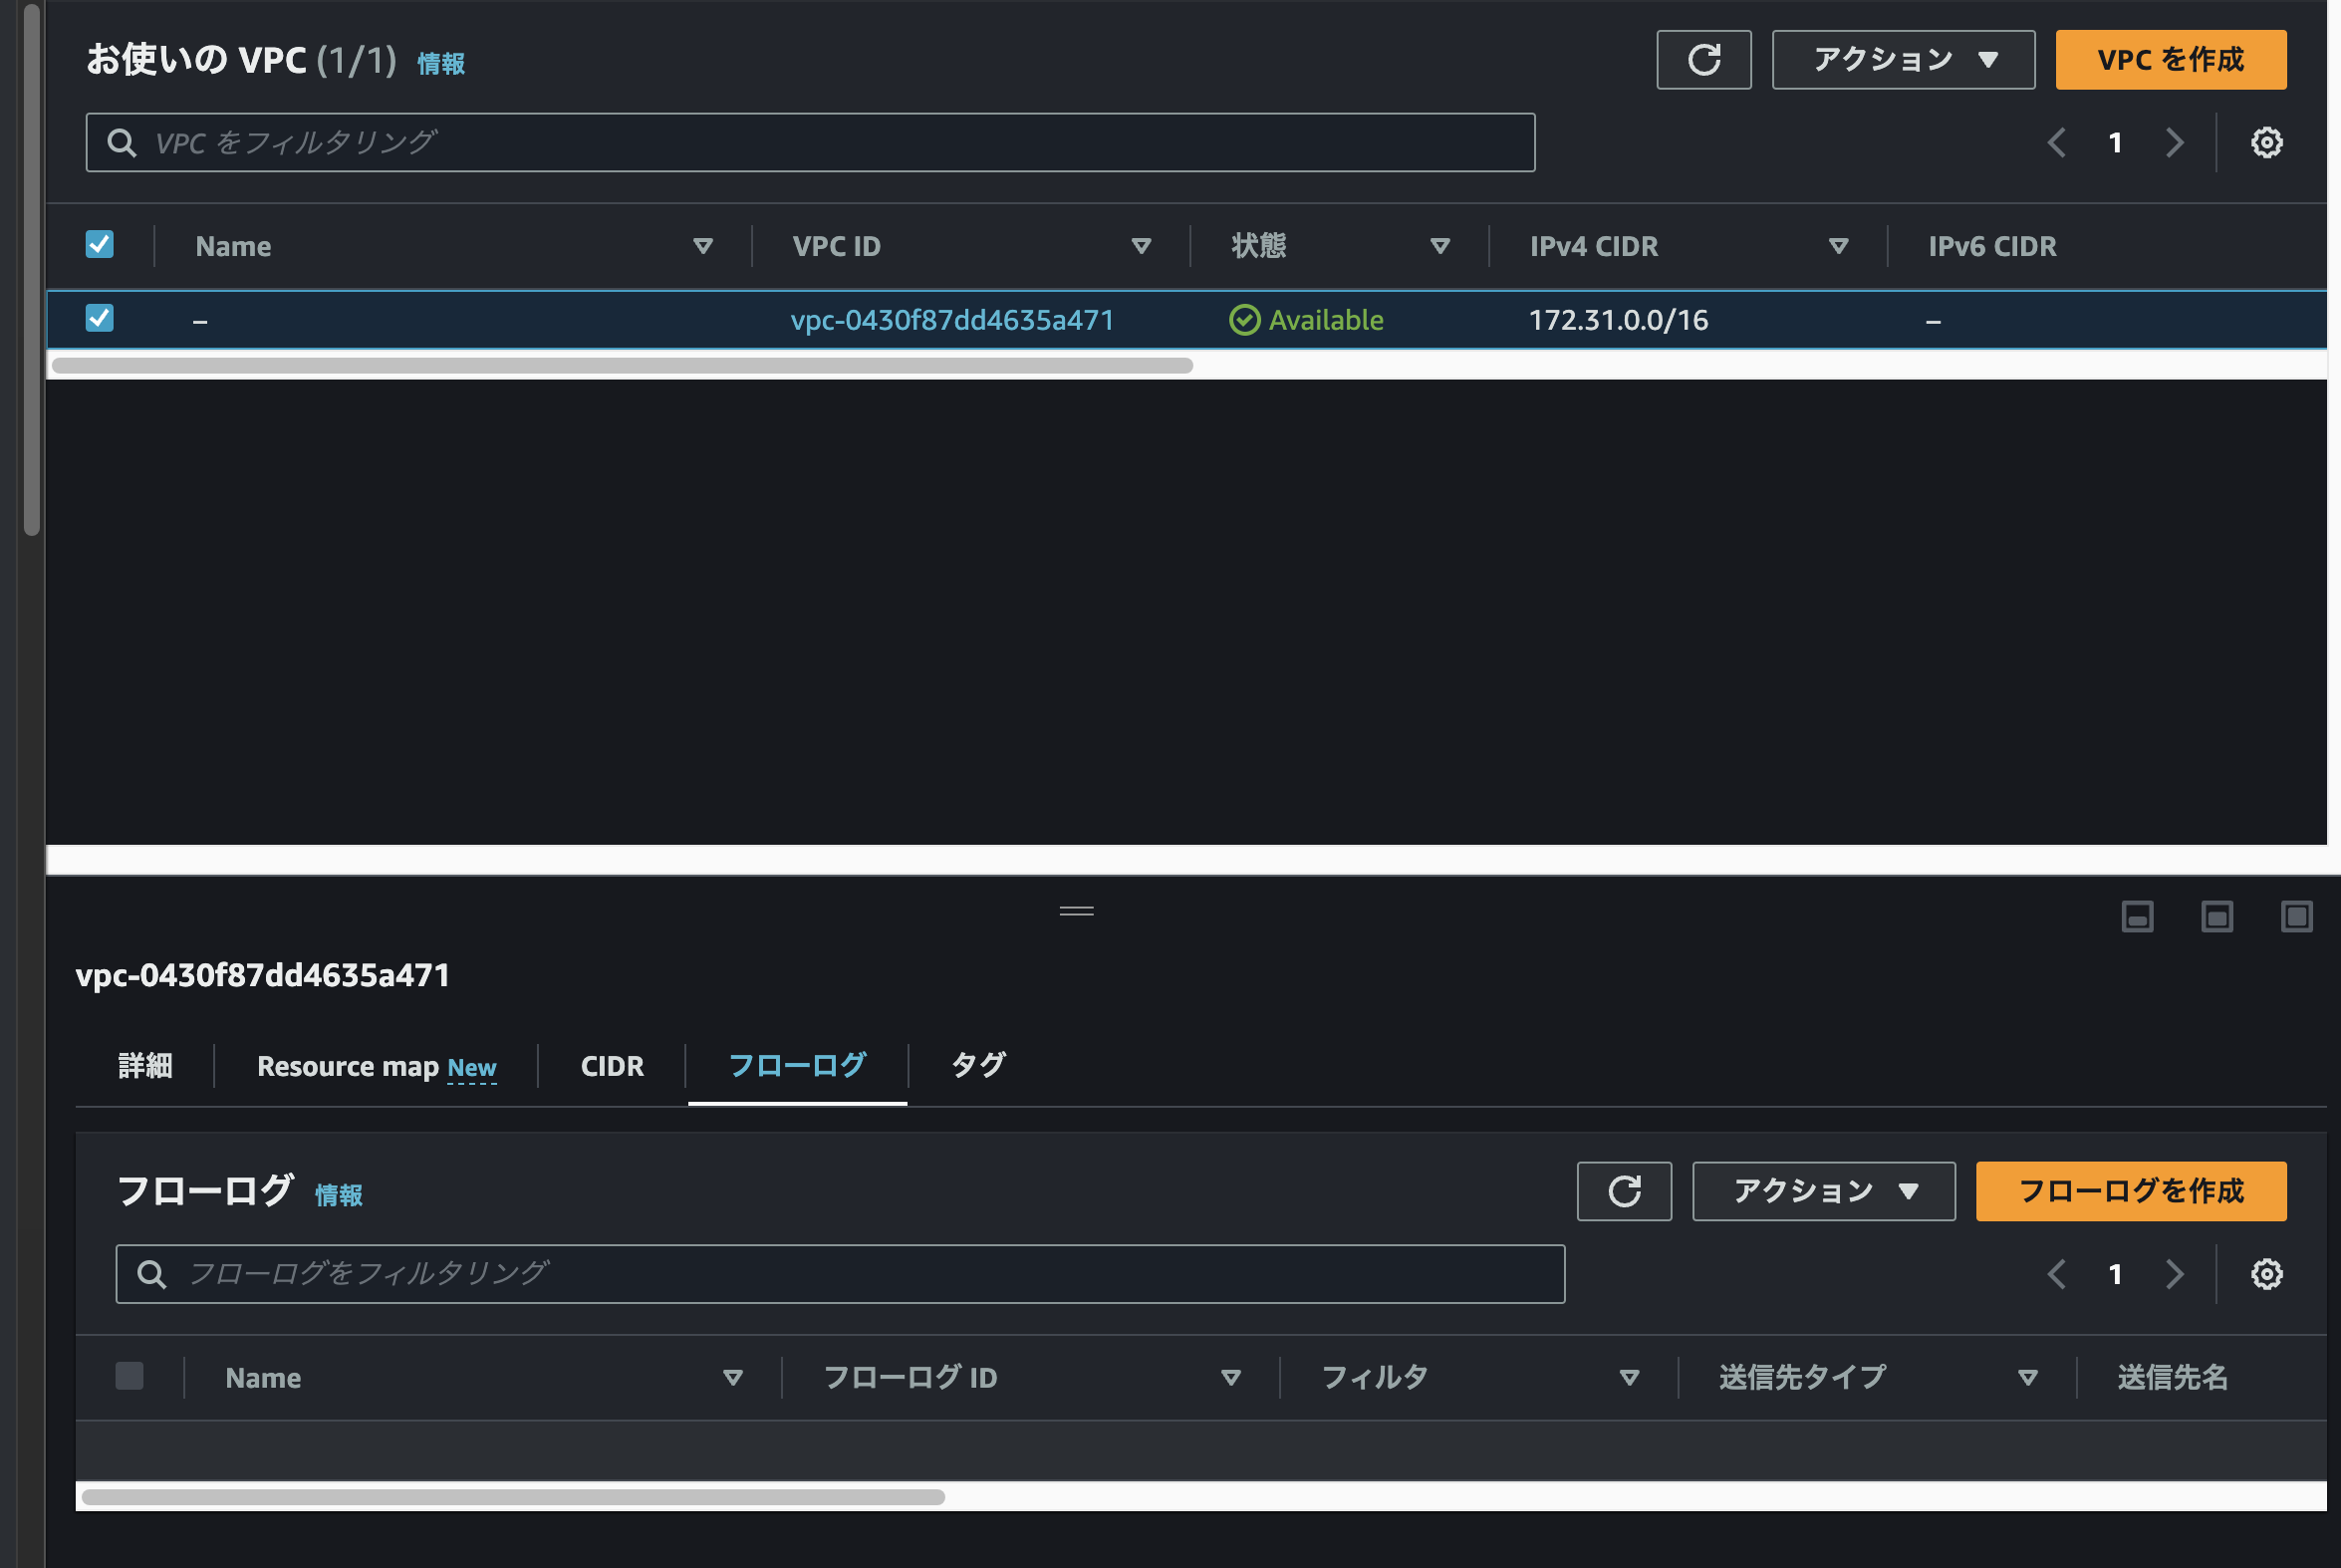 お使いの VPC (1/1) 情報
アクション
VPC を作成
VPC をフィルタリング
1
Name
VPC ID
状態
IPv4 CIDR
IPv6 CIDR
–
vpc-0430f87dd4635a471
Available
172.31.0.0/16
–
vpc-0430f87dd4635a471
詳細
Resource map New
CIDR
フローログ
タグ
フローログ 情報
アクション
フローログを作成
フローログをフィルタリング
1
Name
フローログ ID
フィルタ
送信先タイプ
送信先名